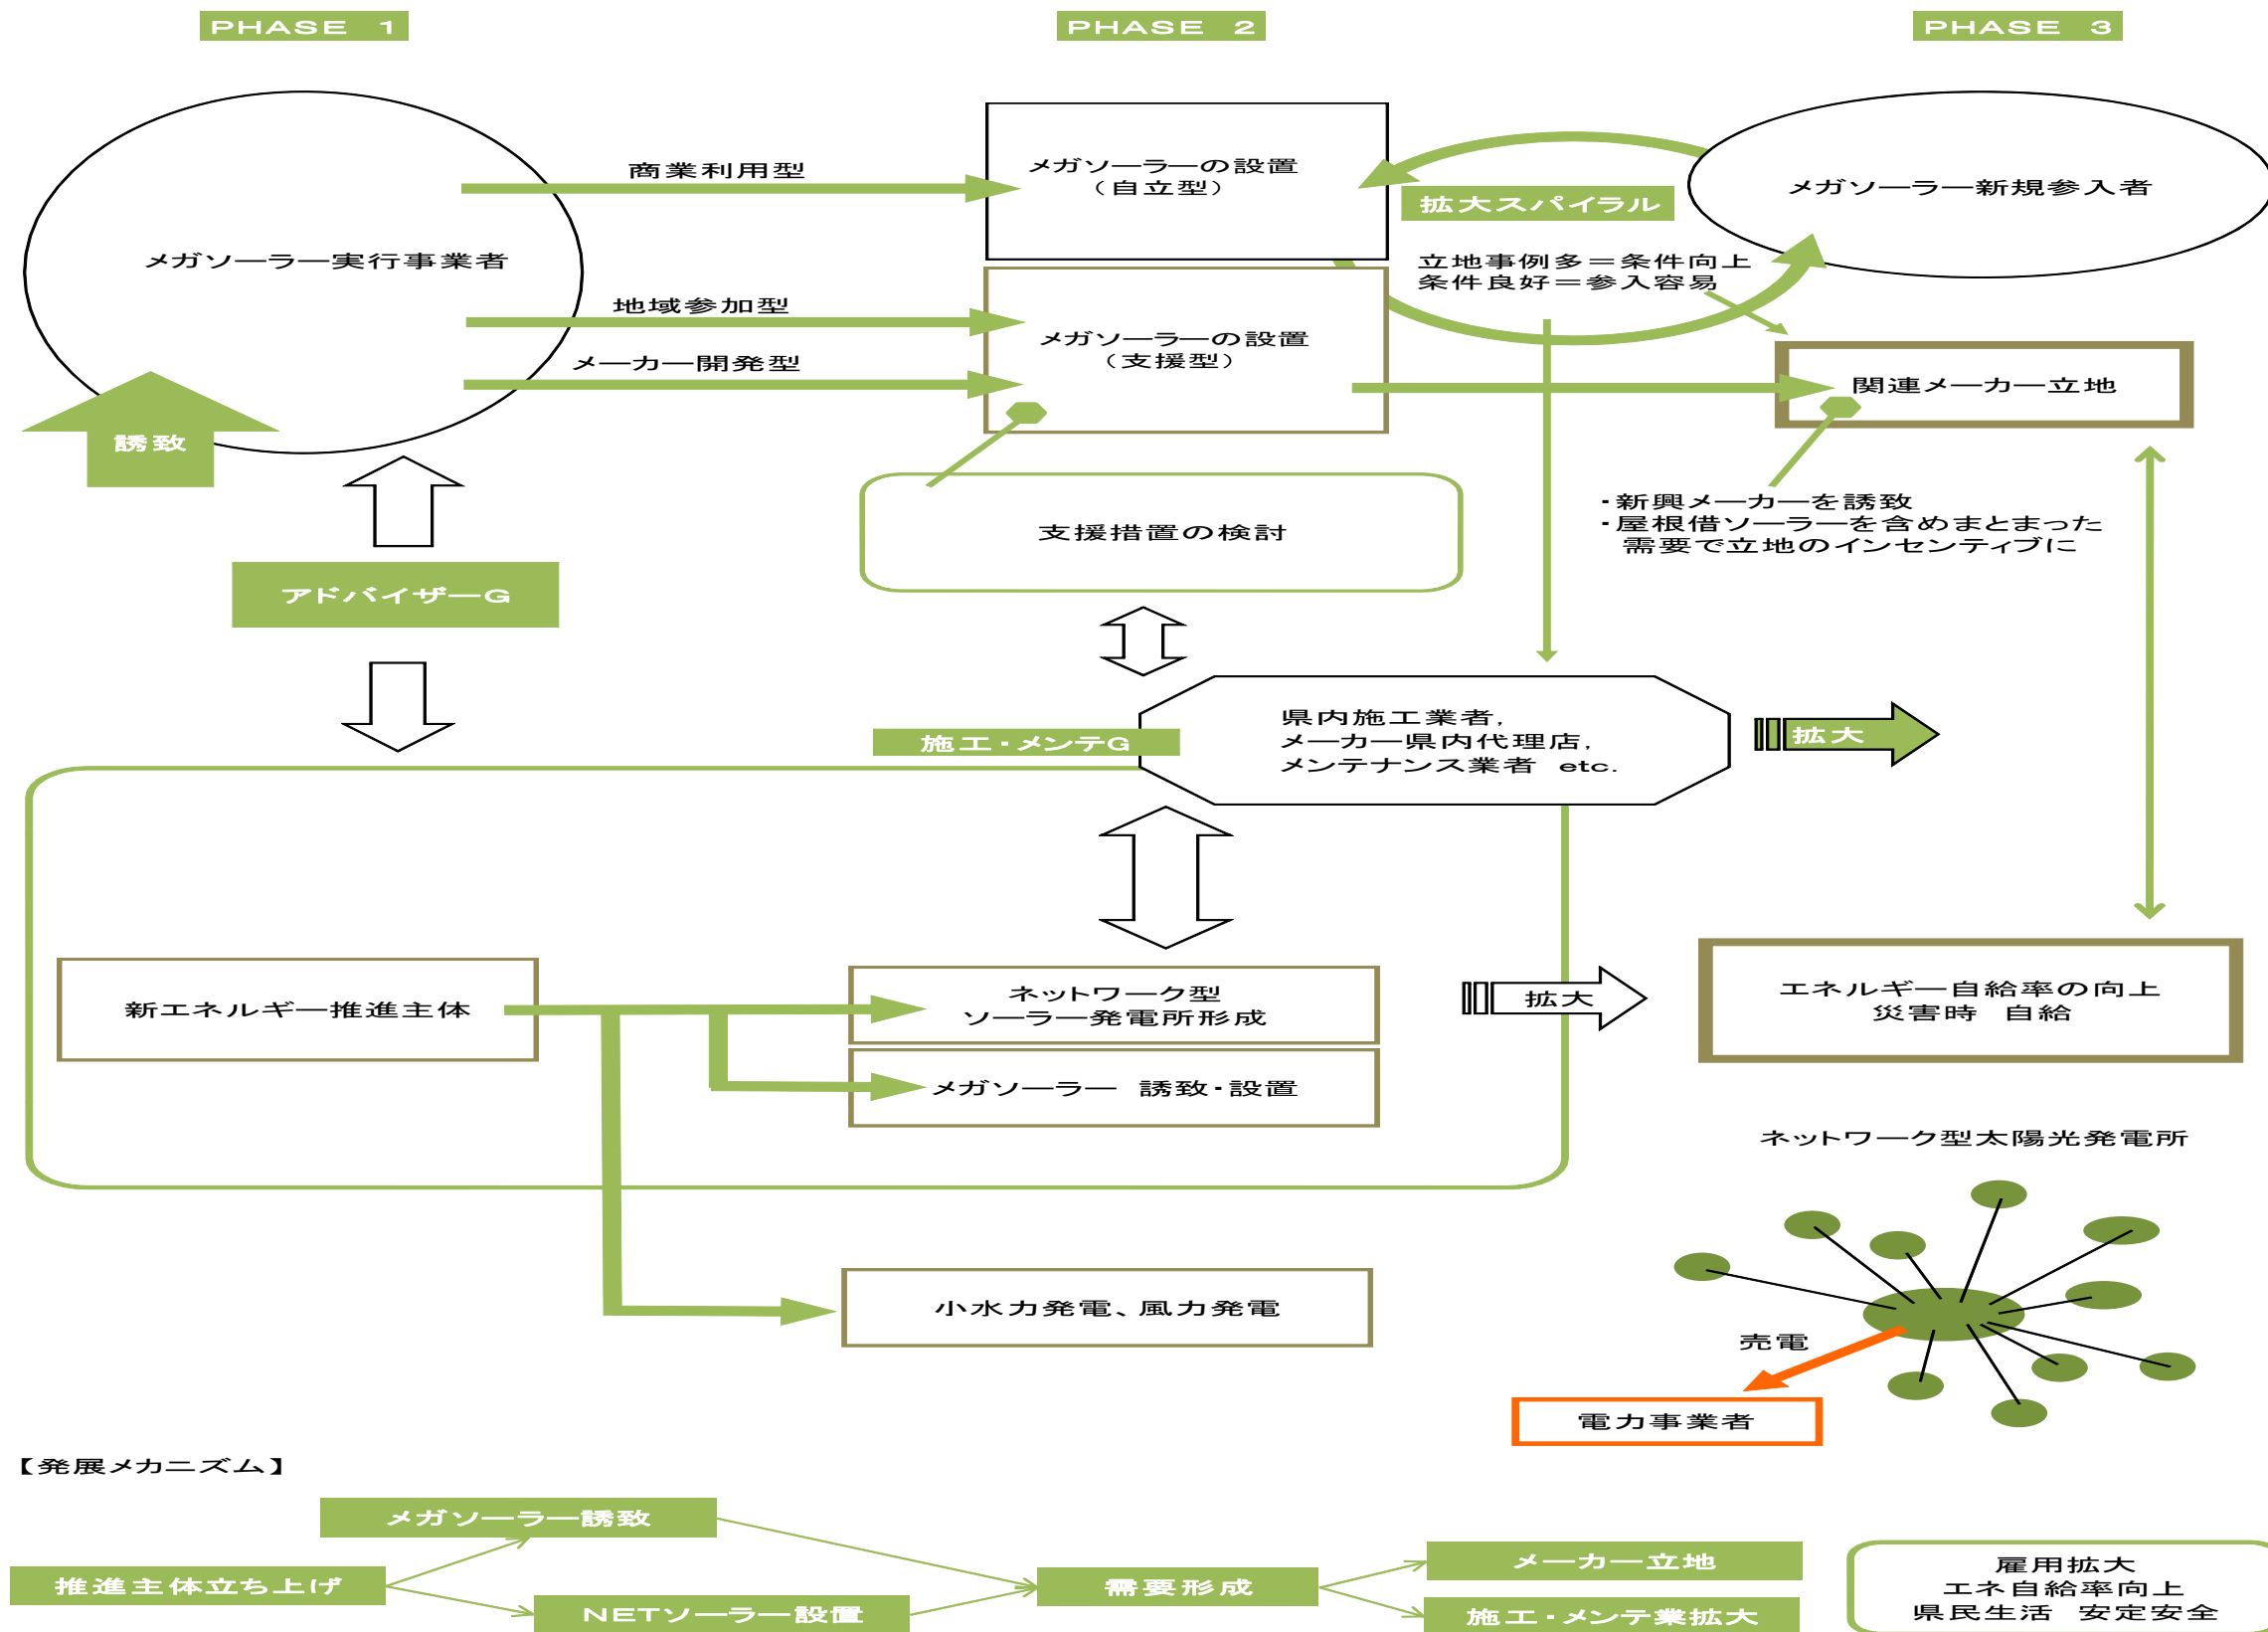 PHASE 1
PHASE 2
PHASE 3
商業利用型
メガソーラー実行事業者
地域参加型
メーカー開発型
誘致
メガソーラーの設置
(自立型)
メガソーラーの設置
(支援型)
拡大スパイラル
立地事例多=条件向上
条件良好=参入容易
メガソーラー新規参入者
関連メーカー立地
・新興メーカーを誘致
・屋根借ソーラーを含めまとまった
需要で立地のインセンティブに
支援措置の検討
アドバイザーG
施工・メンテG
県内施工業者,
メーカー県内代理店,
メンテナンス業者 etc.
拡大
新エネルギー推進主体
ネットワーク型
ソーラー発電所形成
メガソーラー 誘致・設置
拡大
エネルギー自給率の向上
災害時 自給
小水力発電、風力発電
ネットワーク型太陽光発電所
売電
電力事業者
【発展メカニズム】
推進主体立ち上げ
メガソーラー誘致
NETソーラー設置
需要形成
メーカー立地
施工・メンテ業拡大
雇用拡大
エネ自給率向上
県民生活 安定安全